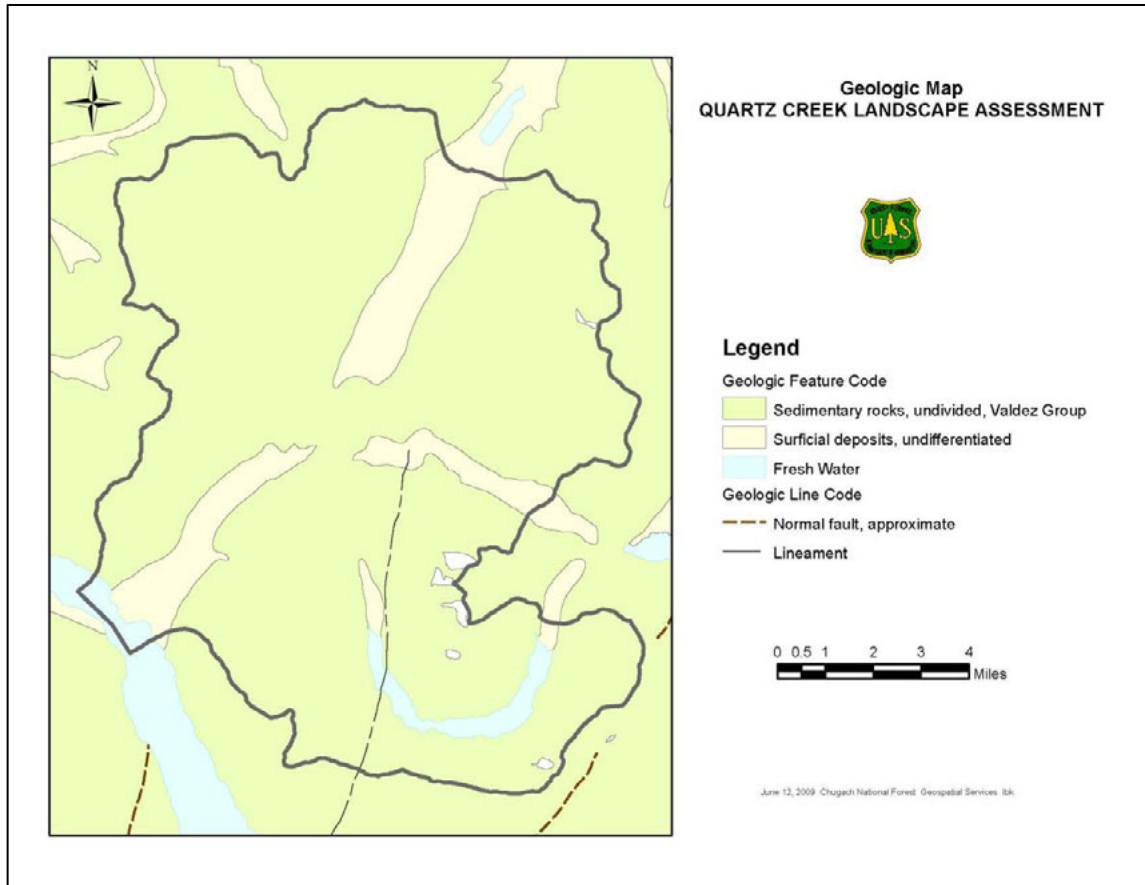 N
Geologic Map
QUARTZ CREEK LANDSCAPE ASSESSMENT
U S
Legend
Geologic Feature Code
Sedimentary rocks, undivided, Valdez Group
Surficial deposits, undifferentiated
Fresh Water
Geologic Line Code
Normal fault, approximate
Lineament
0 0.5 1 2 3 4
Miles
June 12, 2009 Chugach National Forest Geospatial Services lbk